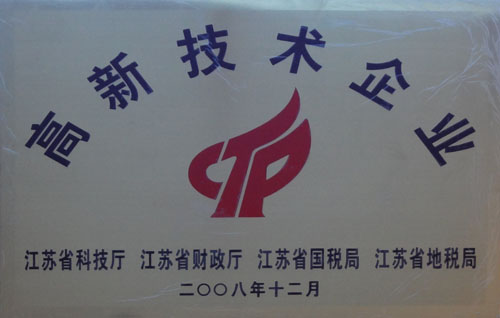 高新技术企业
CTP
江苏省科技厅 江苏省财政厅 江苏省国税局 江苏省地税局
二〇〇八年十二月